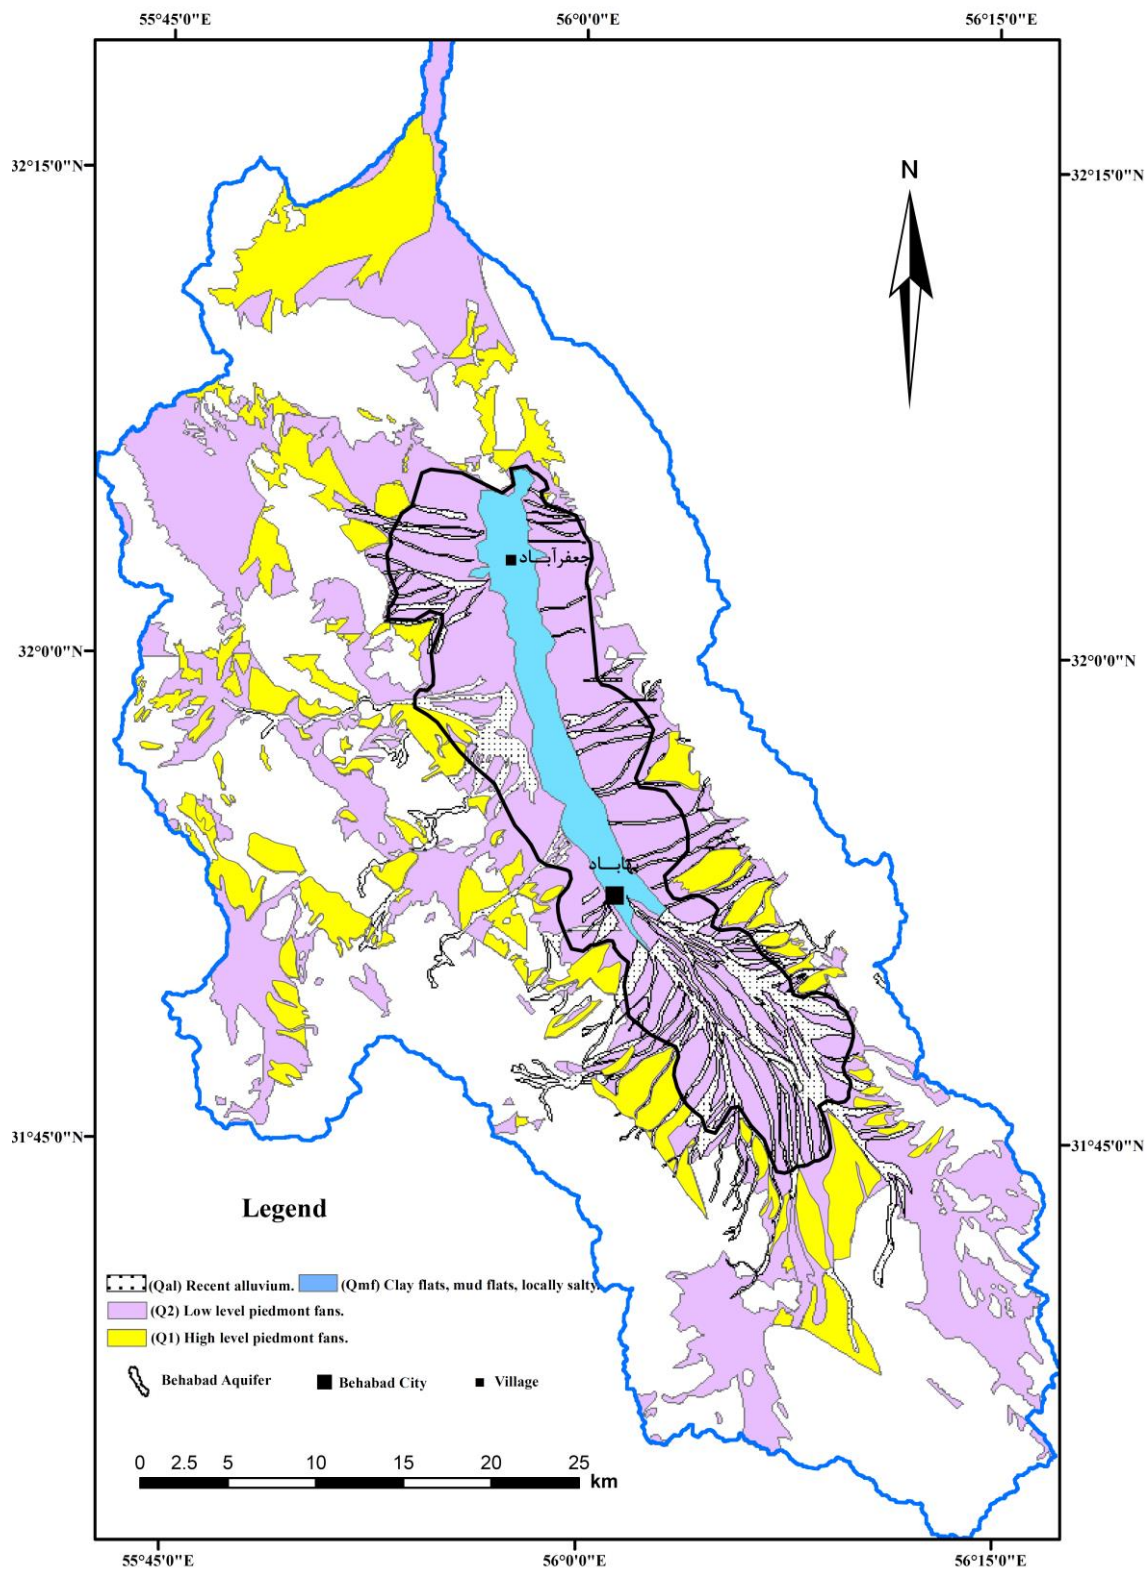 55°45'0"E 56°0'0"E 56°15'0"E
32°15'0"N 32°15'0"N
N
جعفرآبـــاد
32°0'0"N 32°0'0"N
بهابـــاد
31°45'0"N 31°45'0"N
Legend
(Qal) Recent alluvium. (Qmf) Clay flats, mud flats, locally salty.
(Q2) Low level piedmont fans.
(Q1) High level piedmont fans.
Behabad Aquifer Behabad City Village
0 2.5 5 10 15 20 25
km
55°45'0"E 56°0'0"E 56°15'0"E